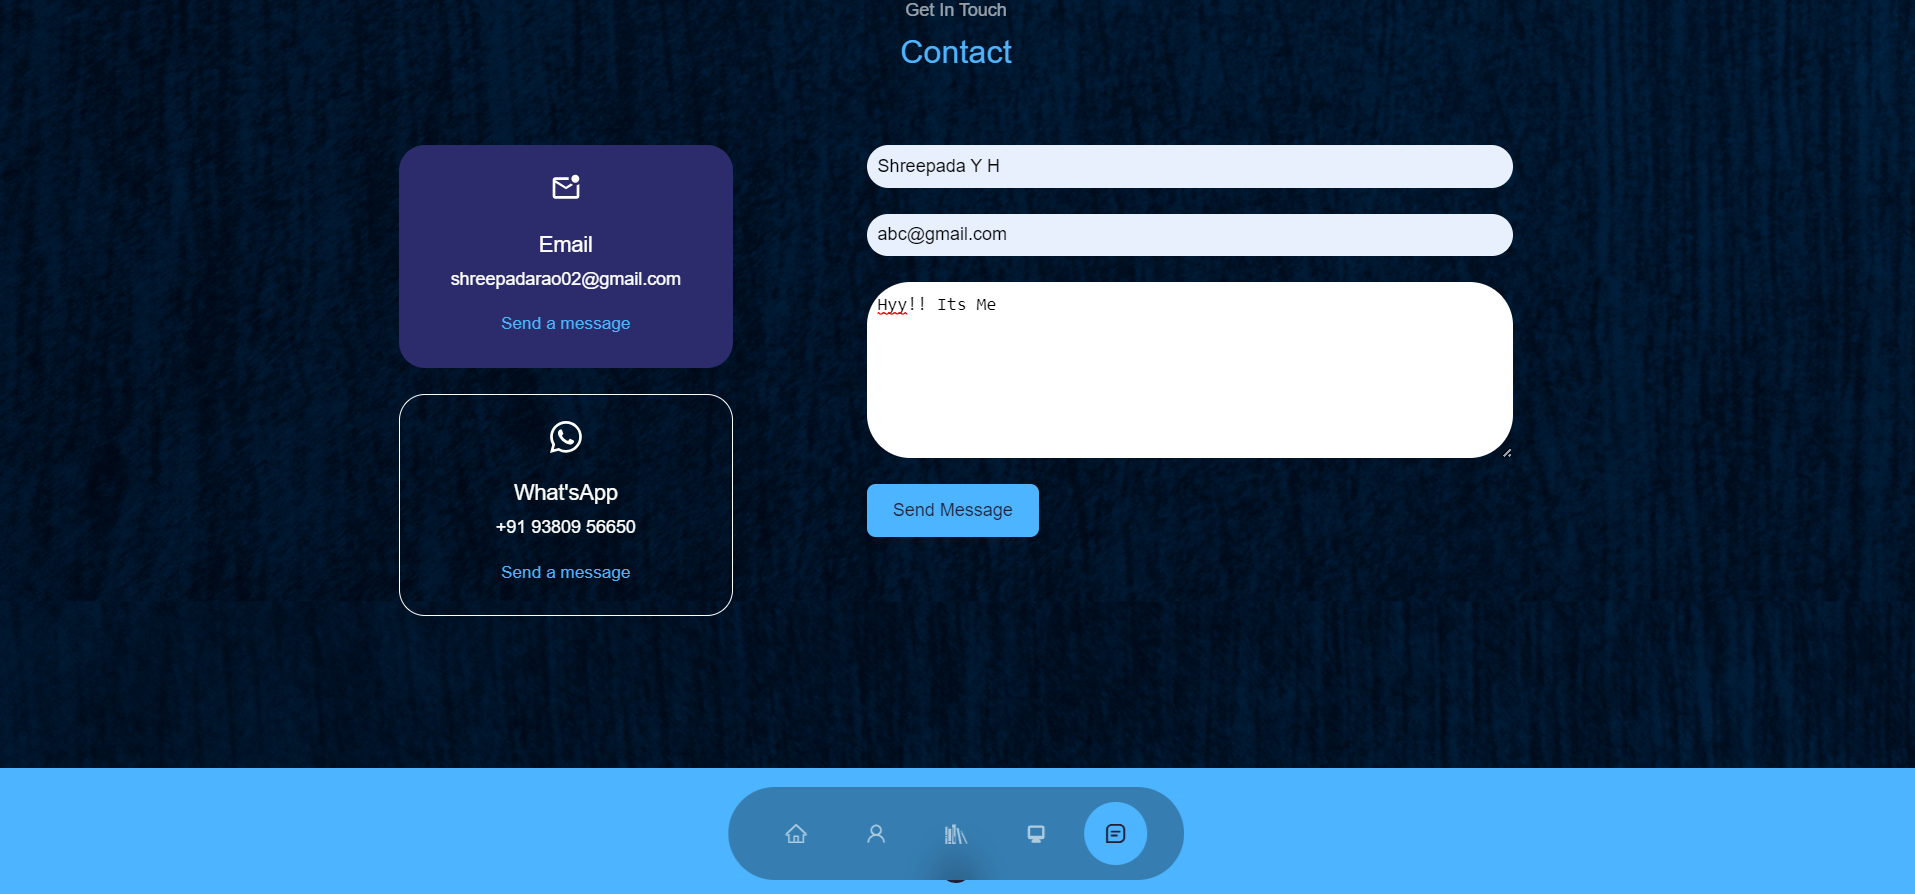 Get In Touch
Contact
Email
shreepadarao02@gmail.com
Send a message
What'sApp
+91 93809 56650
Send a message
Shreepada Y H
abc@gmail.com
Hyy!! Its Me
Send Message